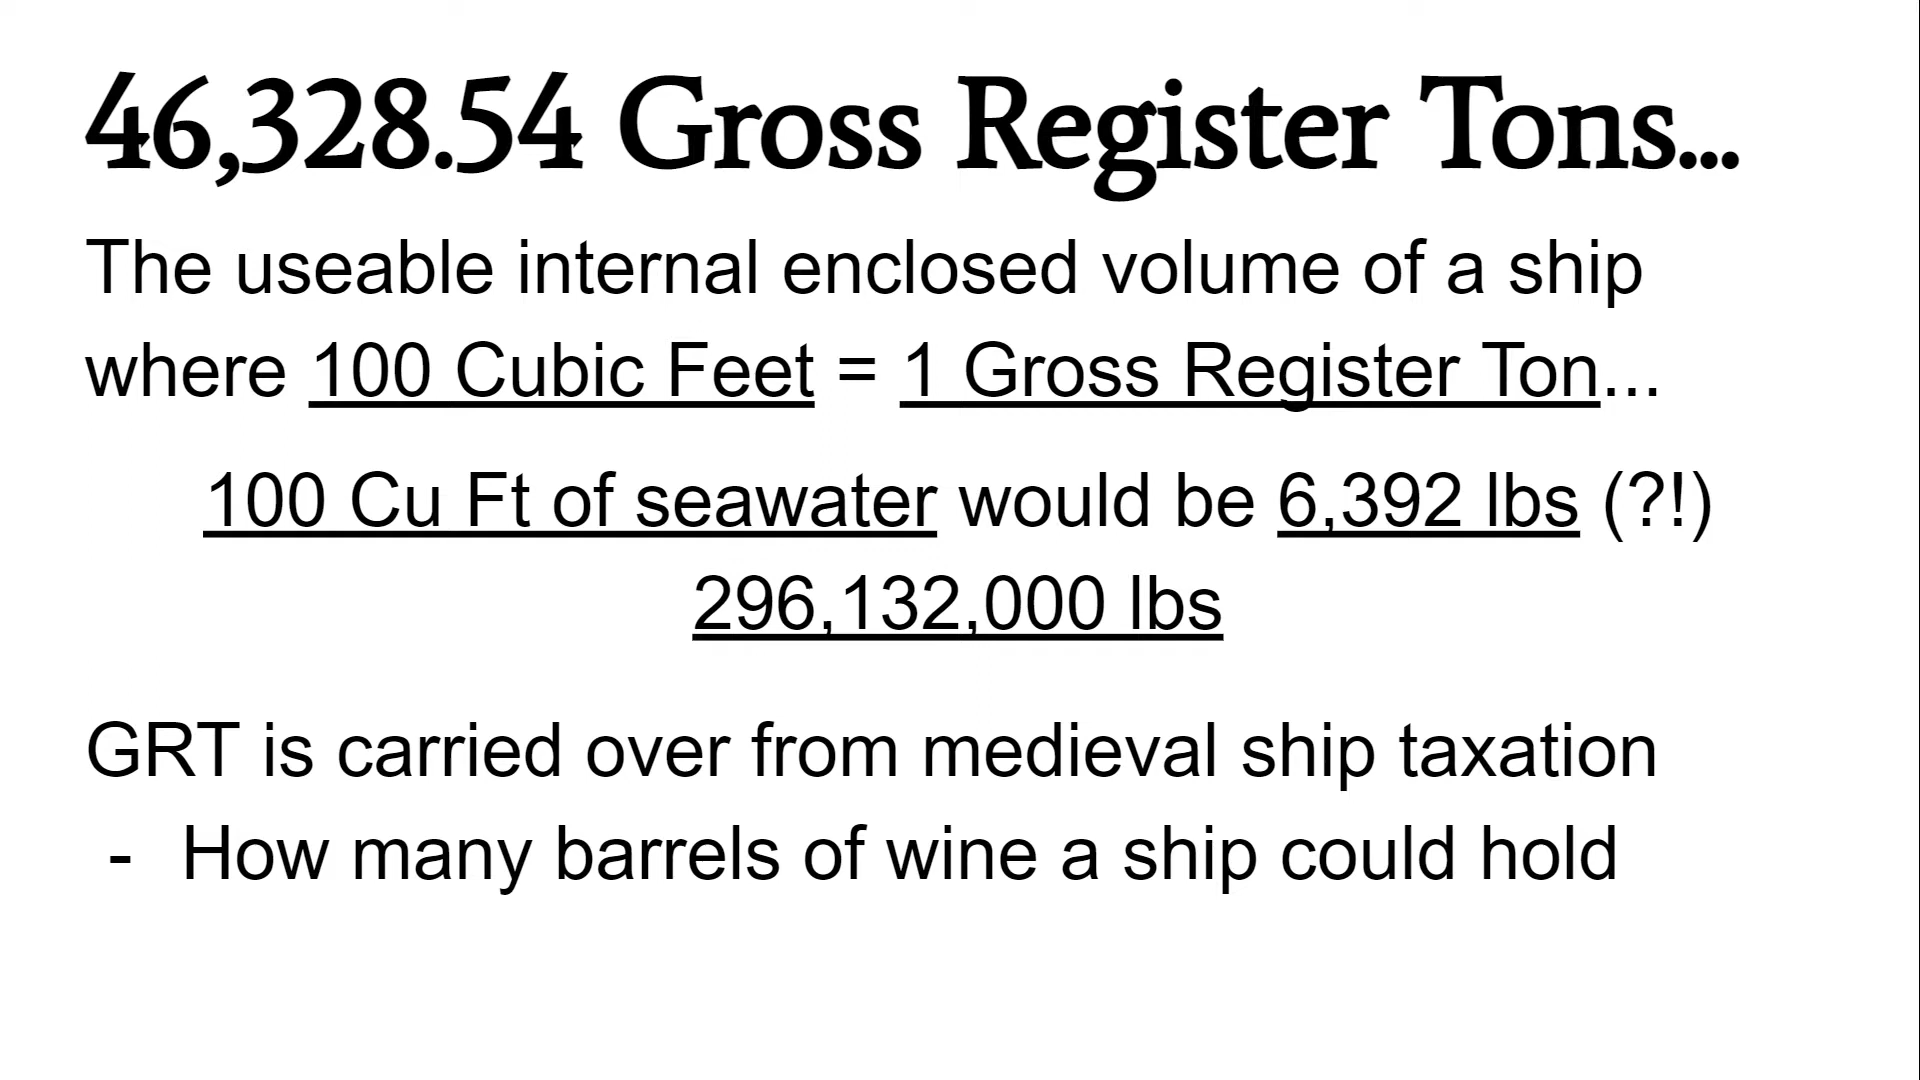 46,328.54 Gross Register Tons...
The useable internal enclosed volume of a ship
where 100 Cubic Feet = 1 Gross Register Ton...
100 Cu Ft of seawater would be 6,392 lbs (?!)
296,132,000 lbs
GRT is carried over from medieval ship taxation
- How many barrels of wine a ship could hold